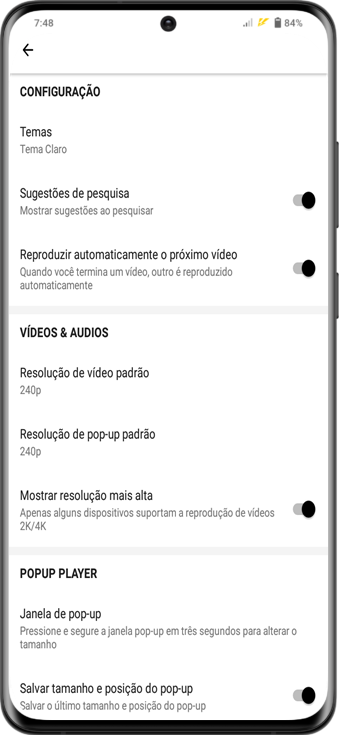 7:48
84%
CONFIGURAÇÃO
Temas
Tema Claro
Sugestões de pesquisa
Mostrar sugestões ao pesquisar
Reproduzir automaticamente o próximo vídeo
Quando você termina um vídeo, outro é reproduzido
automaticamente
VÍDEOS & AUDIOS
Resolução de vídeo padrão
240p
Resolução de pop-up padrão
240p
Mostrar resolução mais alta
Apenas alguns dispositivos suportam a reprodução de vídeos
2K/4K
POPUP PLAYER
Janela de pop-up
Pressione e segure a janela pop-up em três segundos para alterar o
tamanho
Salvar tamanho e posição do pop-up
Salvar o último tamanho e posição do pop-up